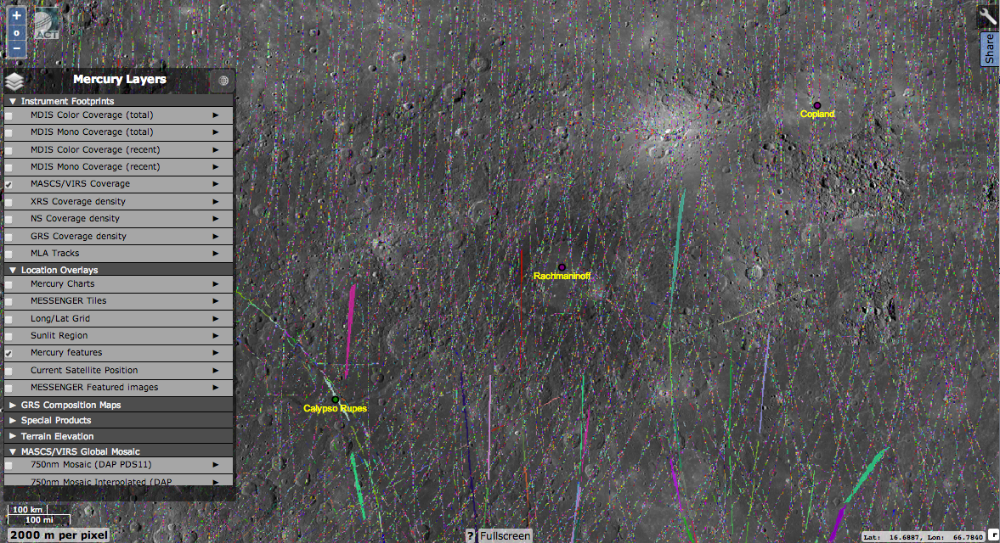 +
o
−
ACT
Share
Mercury Layers
▼ Instrument Footprints
MDIS Color Coverage (total) ►
MDIS Mono Coverage (total) ►
MDIS Color Coverage (recent) ►
MDIS Mono Coverage (recent) ►
MASCS/VIRS Coverage ►
XRS Coverage density ►
NS Coverage density ►
GRS Coverage density ►
MLA Tracks ►
▼ Location Overlays
Mercury Charts ►
MESSENGER Tiles ►
Long/Lat Grid ►
Sunlit Region ►
Mercury features ►
Current Satellite Position ►
MESSENGER Featured images ►
► GRS Composition Maps
► Special Products
► Terrain Elevation
▼ MASCS/VIRS Global Mosaic
750nm Mosaic (DAP PDS11) ►
750nm Mosaic Interpolated (DAP ►
Copland
Rachmaninoff
Calypso Rupes
100 km
100 mi
2000 m per pixel
? Fullscreen
Lat: 16.6887, Lon: 66.7840
r